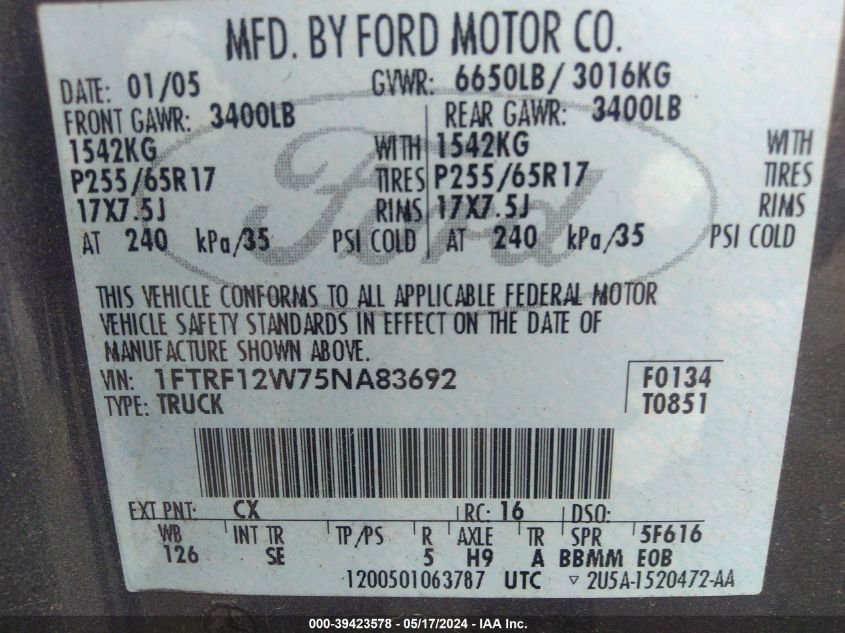 MFD. BY FORD MOTOR CO.
DATE: 01/05 GVWR: 6650LB/ 3016KG
FRONT GAWR: 3400LB REAR GAWR: 3400LB
1542KG WITH 1542KG WITH
P255/65R17 TIRES P255/65R17 TIRES
17X7.5J RIMS 17X7.5J RIMS
AT 240 kPa/35 PSI COLD AT 240 kPa/35 PSI COLD
Ford
THIS VEHICLE CONFORMS TO ALL APPLICABLE FEDERAL MOTOR
VEHICLE SAFETY STANDARDS IN EFFECT ON THE DATE OF
MANUFACTURE SHOWN ABOVE.
VIN: 1FTRF12W75NA83692 F0134
TYPE: TRUCK T0851
EXT PNT: CX RC: 16 DSO:
WB INT TR TP/PS R AXLE TR SPR 5F616
126 SE 5 H9 A BBMM EOB
1200501063787 UTC ▽ 2U5A-1520472-AA
000-39423578 - 05/17/2024 - IAA Inc.